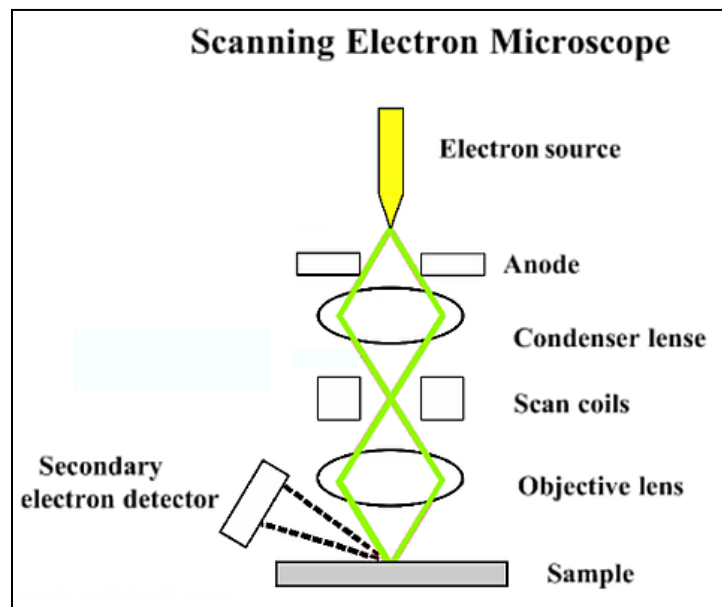 Scanning Electron Microscope
Electron source
Anode
Condenser lense
Scan coils
Secondary
electron detector
Objective lens
Sample